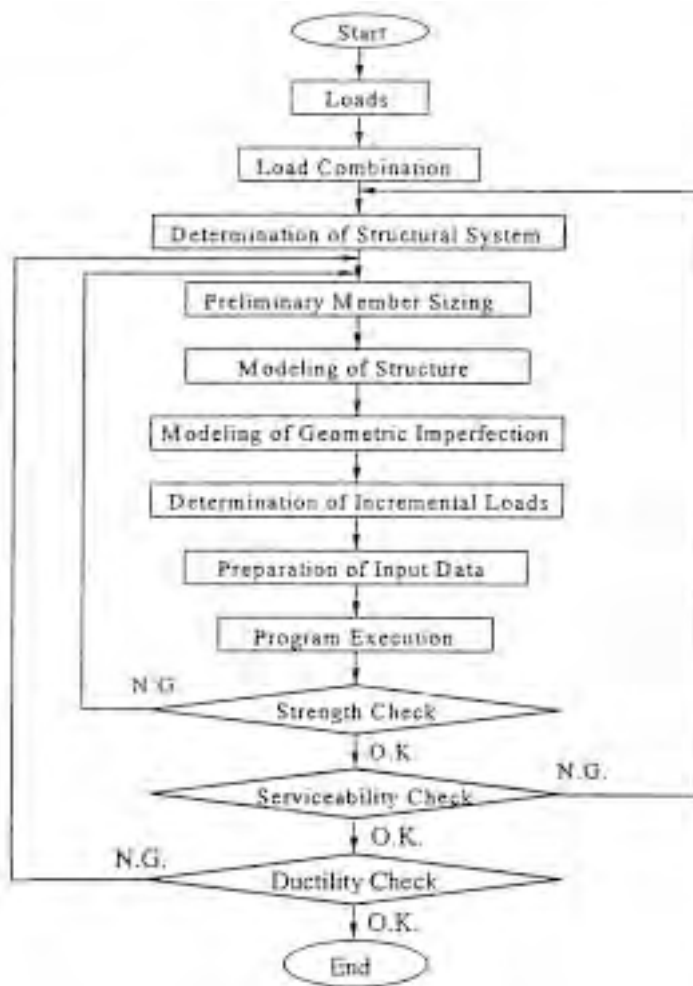 Start
Loads
Load Combination
Determination of Structural System
Preliminary Member Sizing
Modeling of Structure
Modeling of Geometric Imperfection
Determination of Incremental Loads
Preparation of Input Data
Program Execution
N.G
Strength Check
O.K.
N.G.
Serviceability Check
O.K.
N.G.
Ductility Check
O.K.
End